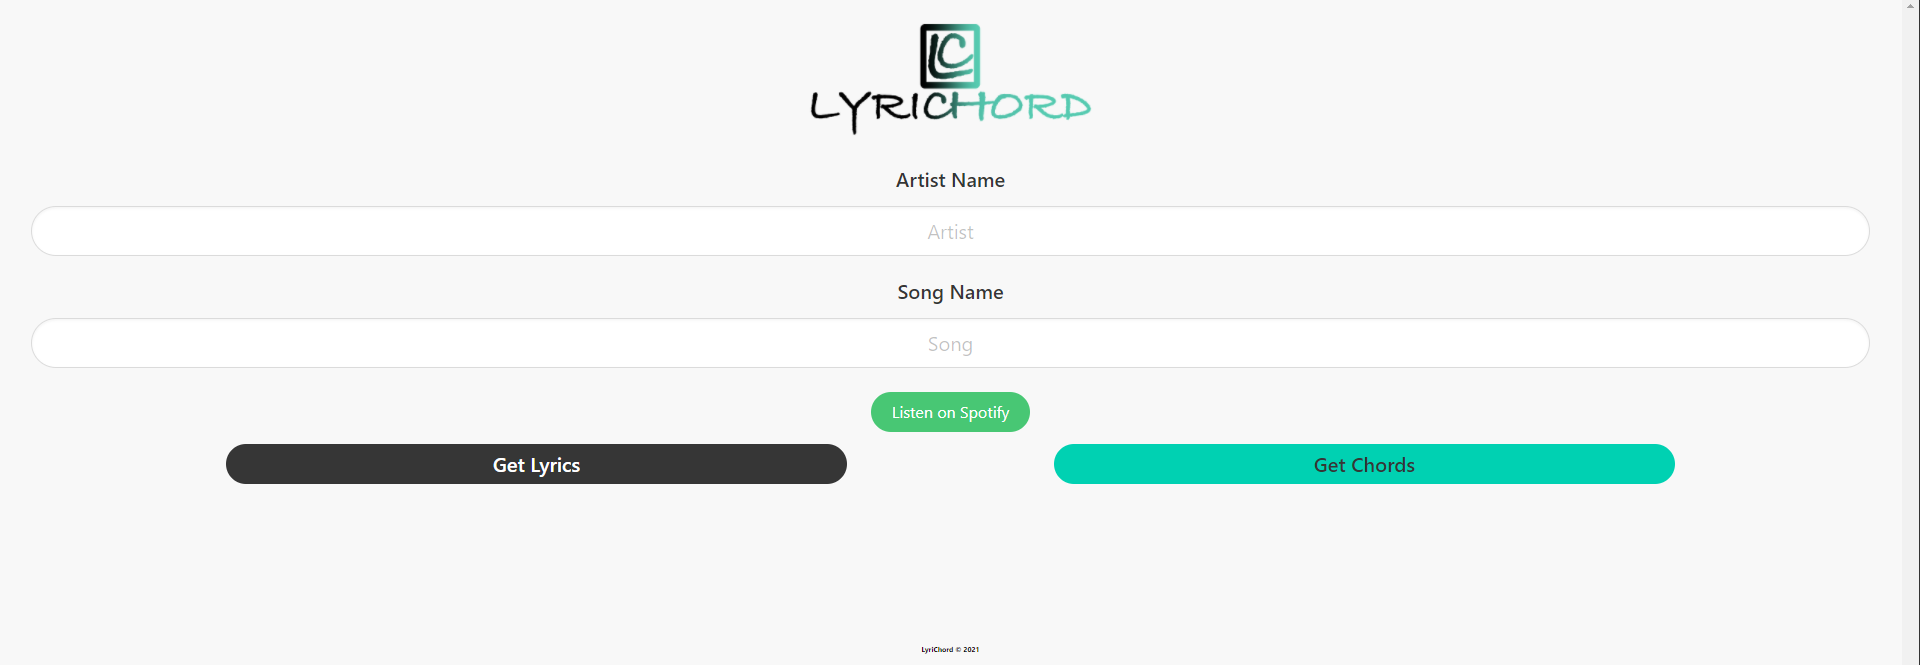 LC
LYRICHORD
Artist Name
Artist
Song Name
Song
Listen on Spotify
Get Lyrics
Get Chords
LyriChord © 2021